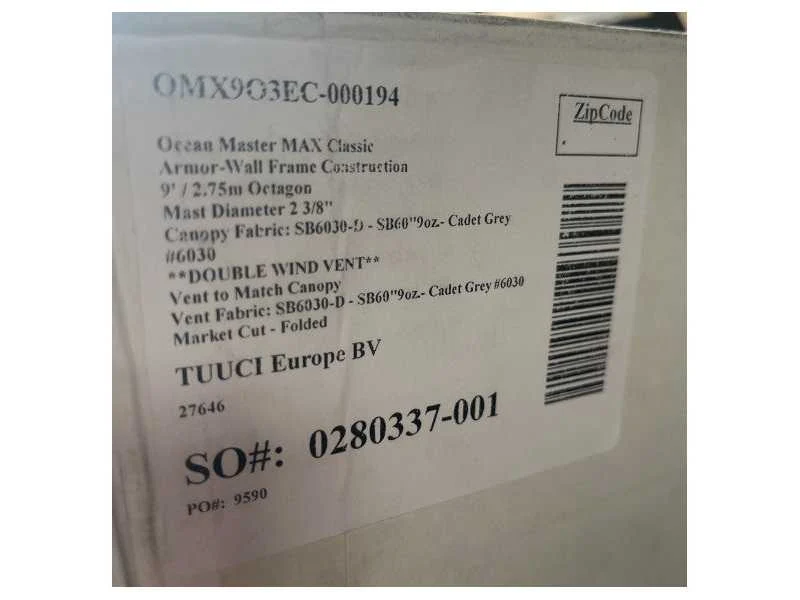 OMX9O3EC-000194
ZipCode
Ocean Master MAX Classic
Armor-Wall Frame Construction
9' / 2.75m Octagon
Mast Diameter 2 3/8"
Canopy Fabric: SB6030-D - SB60"9oz.- Cadet Grey
#6030
**DOUBLE WIND VENT**
Vent to Match Canopy
Vent Fabric: SB6030-D - SB60"9oz.- Cadet Grey #6030
Market Cut - Folded
TUUCI Europe BV
27646
SO#: 0280337-001
PO#: 9590